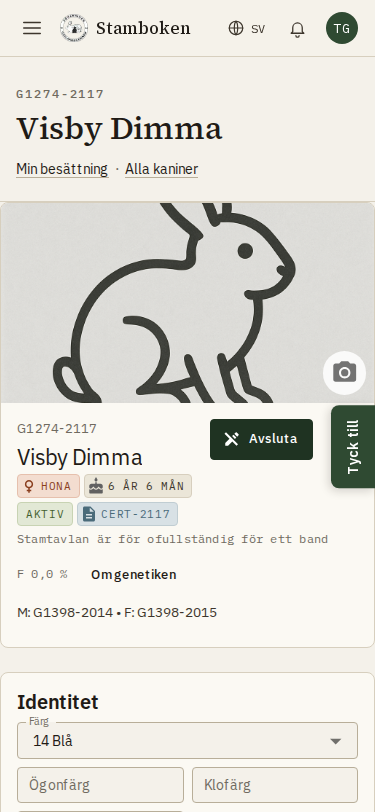 Stamboken
SV
TG
G1274-2117
Visby Dimma
Min besättning · Alla kaniner
G1274-2117
Avsluta
Tyck till
Visby Dimma
HONA
6 ÅR 6 MÅN
AKTIV
CERT-2117
Stamtavlan är för ofullständig för ett band
F 0,0 %
Om genetiken
M: G1398-2014 • F: G1398-2015
Identitet
Färg
14 Blå
Ögonfärg
Klofärg